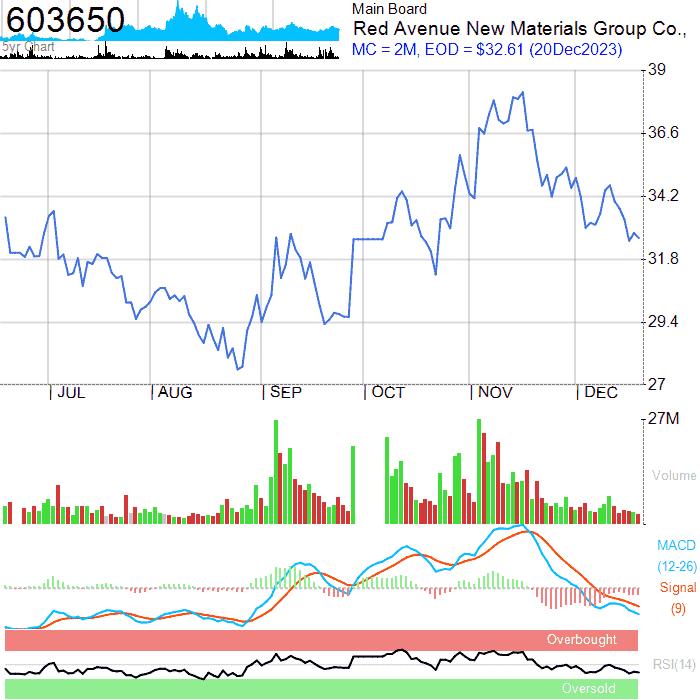 603650
5yr Chart
Main Board
Red Avenue New Materials Group Co.,
MC = 2M, EOD = $32.61 (20Dec2023)
39
36.6
34.2
31.8
29.4
27
JUL
AUG
SEP
OCT
NOV
DEC
27M
Volume
MACD
(12-26)
Signal
(9)
Overbought
RSI(14)
Oversold